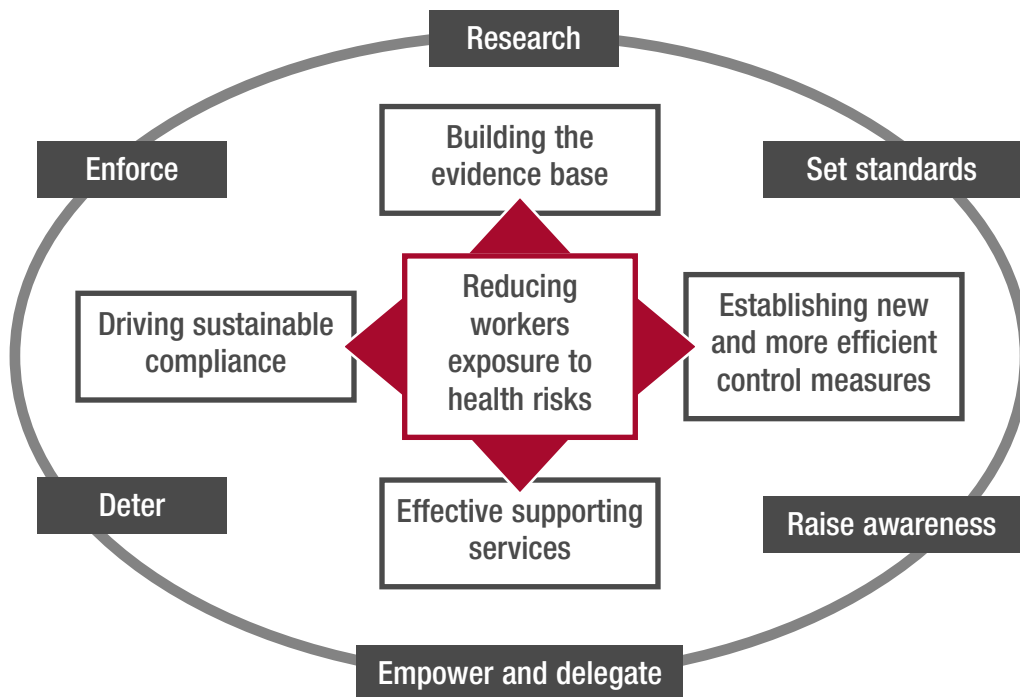 Research
Enforce
Set standards
Building the
evidence base
Driving sustainable
compliance
Reducing
workers
exposure to
health risks
Establishing new
and more efficient
control measures
Effective supporting
services
Deter
Raise awareness
Empower and delegate